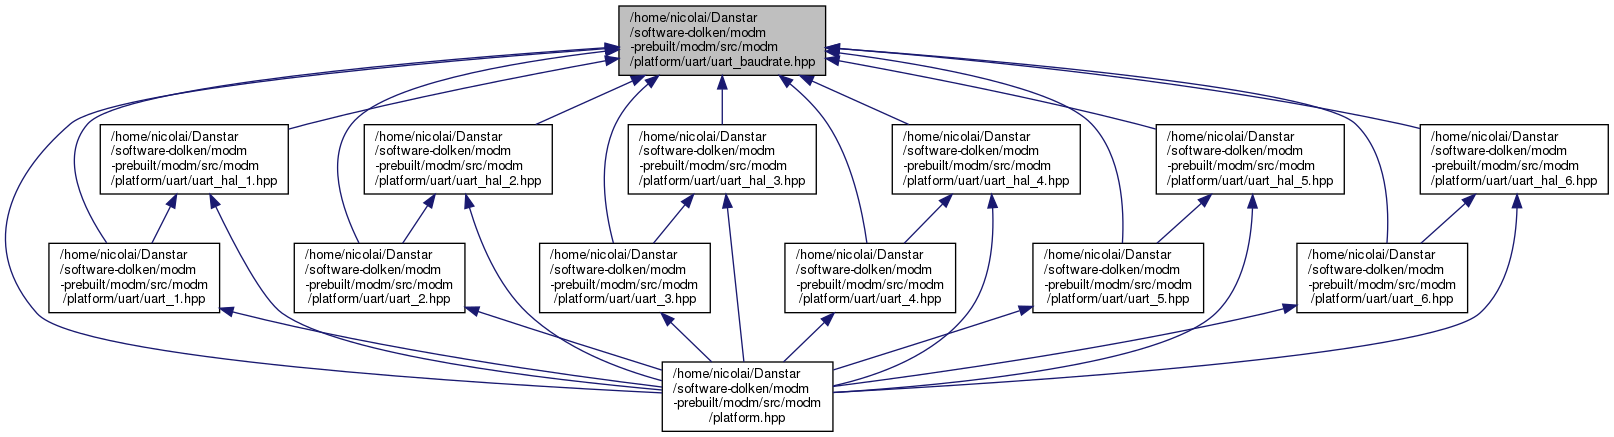 /home/nicolai/Danstar
/software-dolken/modm
-prebuilt/modm/src/modm
/platform/uart/uart_baudrate.hpp
/home/nicolai/Danstar
/software-dolken/modm
-prebuilt/modm/src/modm
/platform/uart/uart_hal_1.hpp
/home/nicolai/Danstar
/software-dolken/modm
-prebuilt/modm/src/modm
/platform/uart/uart_hal_2.hpp
/home/nicolai/Danstar
/software-dolken/modm
-prebuilt/modm/src/modm
/platform/uart/uart_hal_3.hpp
/home/nicolai/Danstar
/software-dolken/modm
-prebuilt/modm/src/modm
/platform/uart/uart_hal_4.hpp
/home/nicolai/Danstar
/software-dolken/modm
-prebuilt/modm/src/modm
/platform/uart/uart_hal_5.hpp
/home/nicolai/Danstar
/software-dolken/modm
-prebuilt/modm/src/modm
/platform/uart/uart_hal_6.hpp
/home/nicolai/Danstar
/software-dolken/modm
-prebuilt/modm/src/modm
/platform/uart/uart_1.hpp
/home/nicolai/Danstar
/software-dolken/modm
-prebuilt/modm/src/modm
/platform/uart/uart_2.hpp
/home/nicolai/Danstar
/software-dolken/modm
-prebuilt/modm/src/modm
/platform/uart/uart_3.hpp
/home/nicolai/Danstar
/software-dolken/modm
-prebuilt/modm/src/modm
/platform/uart/uart_4.hpp
/home/nicolai/Danstar
/software-dolken/modm
-prebuilt/modm/src/modm
/platform/uart/uart_5.hpp
/home/nicolai/Danstar
/software-dolken/modm
-prebuilt/modm/src/modm
/platform/uart/uart_6.hpp
/home/nicolai/Danstar
/software-dolken/modm
-prebuilt/modm/src/modm
/platform.hpp